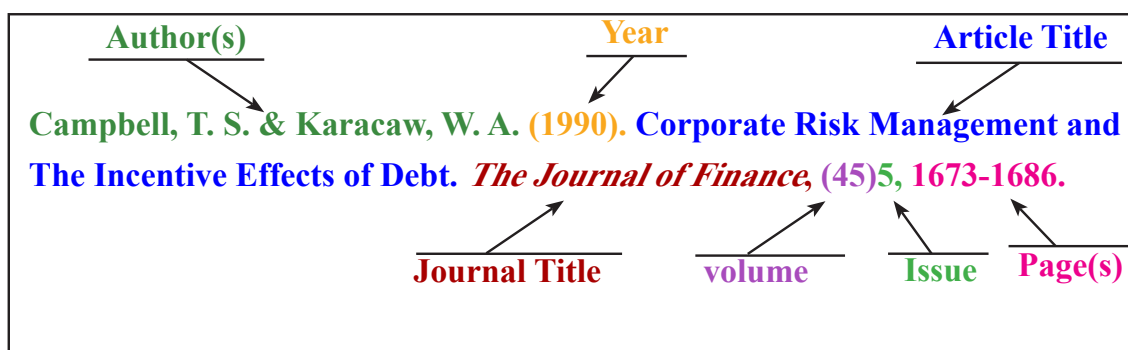 Author(s) Year Article Title
Campbell, T. S. & Karacaw, W. A. (1990). Corporate Risk Management and
The Incentive Effects of Debt. The Journal of Finance, (45)5, 1673-1686.
Journal Title volume Issue Page(s)